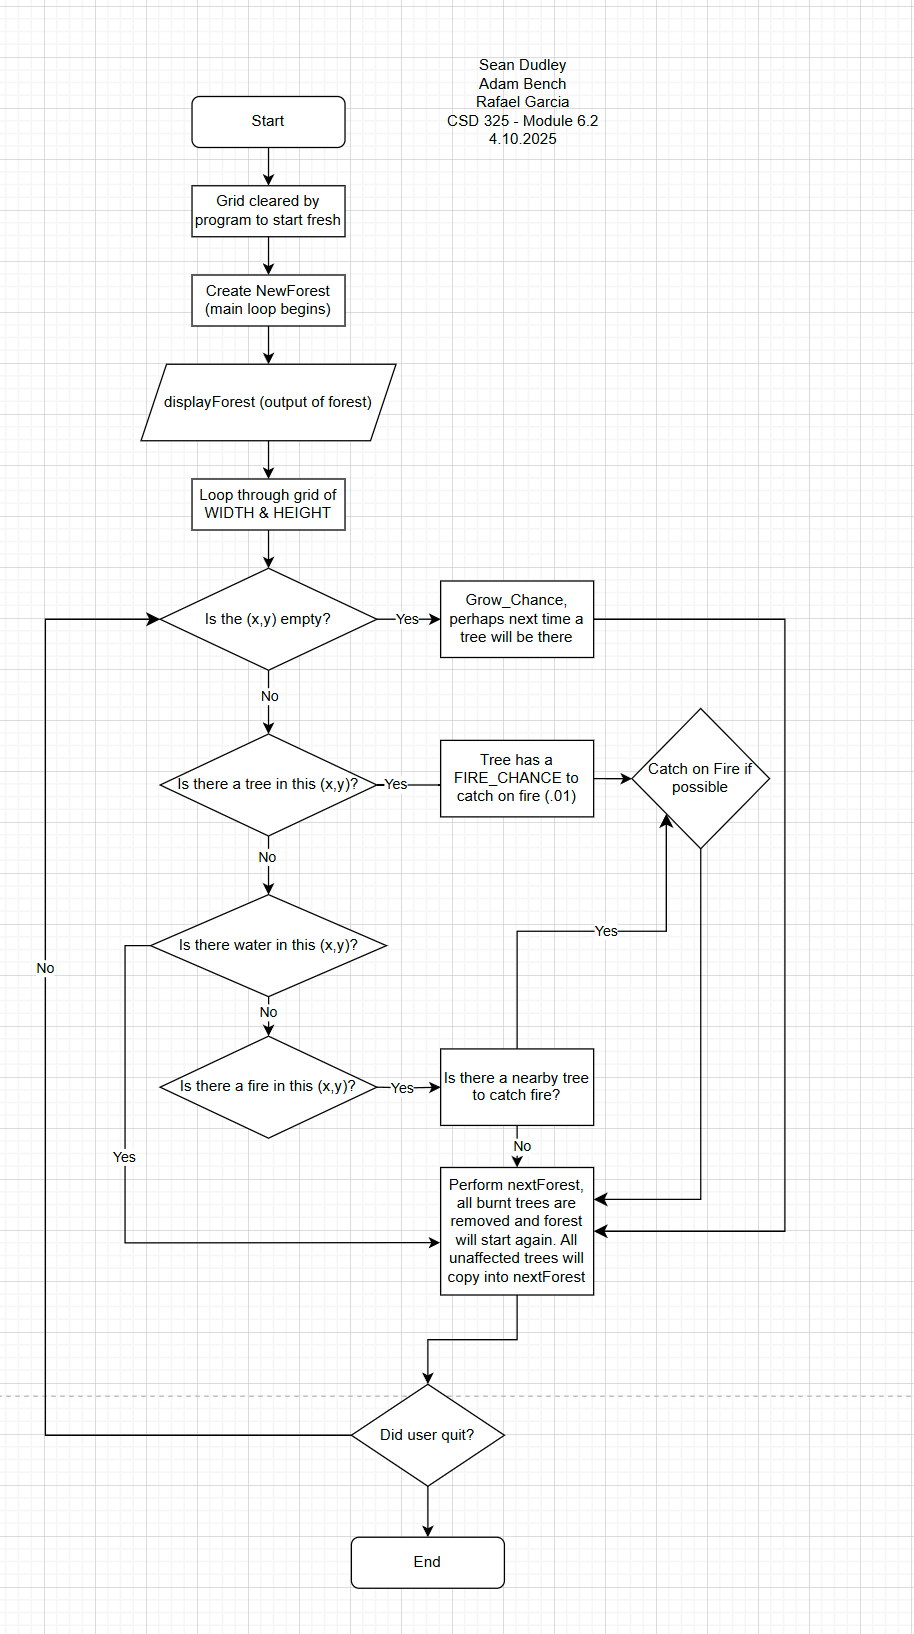 Sean Dudley
Adam Bench
Rafael Garcia
CSD 325 - Module 6.2
4.10.2025
Start
Grid cleared by
program to start fresh
Create NewForest
(main loop begins)
displayForest (output of forest)
Loop through grid of
WIDTH & HEIGHT
Is the (x,y) empty?
Yes
Grow_Chance,
perhaps next time a
tree will be there
No
Is there a tree in this (x,y)?
Yes
Tree has a
FIRE_CHANCE to
catch on fire (.01)
Catch on Fire if
possible
No
Is there water in this (x,y)?
Yes
No
No
Is there a fire in this (x,y)?
Yes
Is there a nearby tree
to catch fire?
No
Yes
Perform nextForest,
all burnt trees are
removed and forest
will start again. All
unaffected trees will
copy into nextForest
Did user quit?
End